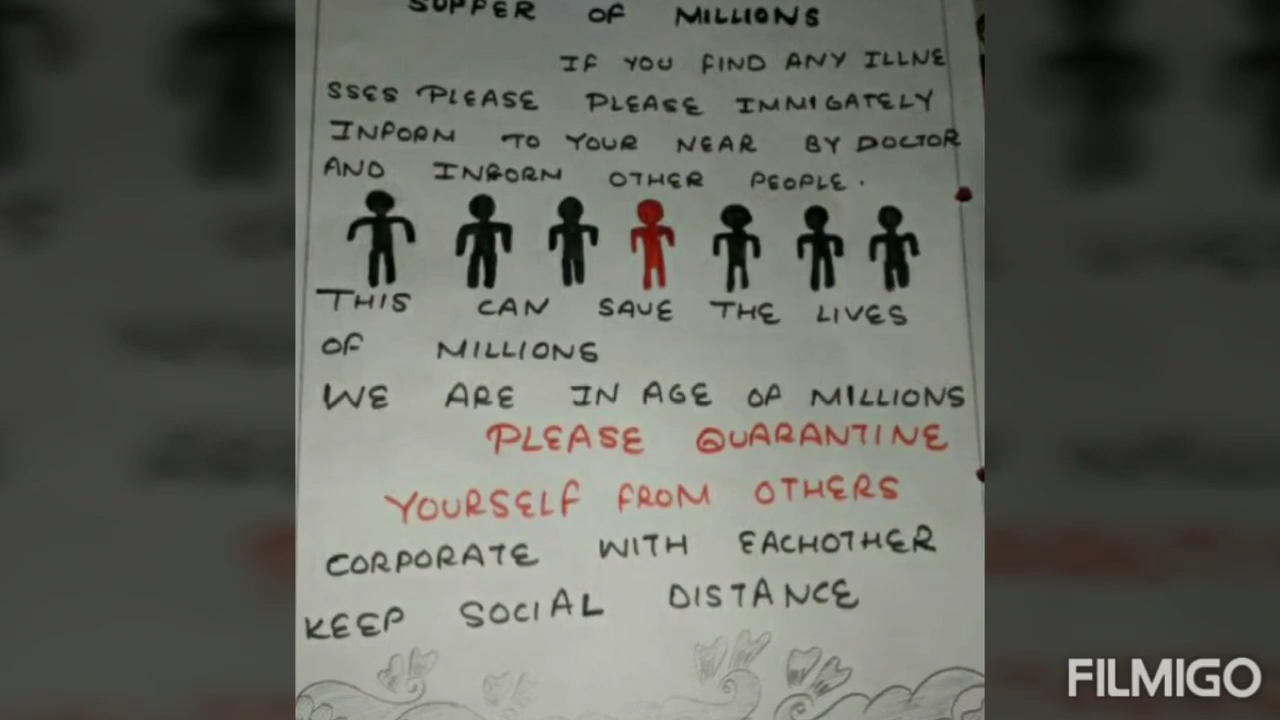 SUPPER OF MILLIONS
IF YOU FIND ANY ILLNE
SSES PLEASE PLEASE IMMIGATELY
INFORM TO YOUR NEAR BY DOCTOR
AND INFORM OTHER PEOPLE.
THIS CAN SAVE THE LIVES
OF MILLIONS
WE ARE IN AGE OF MILLIONS
PLEASE QUARANTINE
YOURSELF FROM OTHERS
CORPORATE WITH EACHOTHER
KEEP SOCIAL DISTANCE
FILMIGO